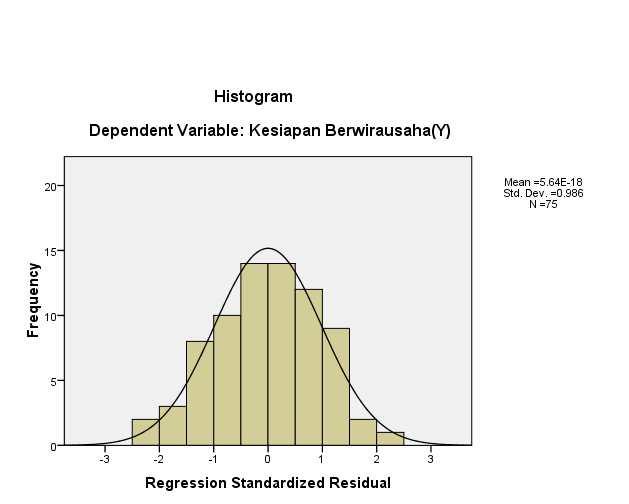 Histogram
Dependent Variable: Kesiapan Berwirausaha(Y)
Mean =5.64E-18
Std. Dev. =0.986
N =75
Frequency
20
15
10
5
0
-3 -2 -1 0 1 2 3
Regression Standardized Residual